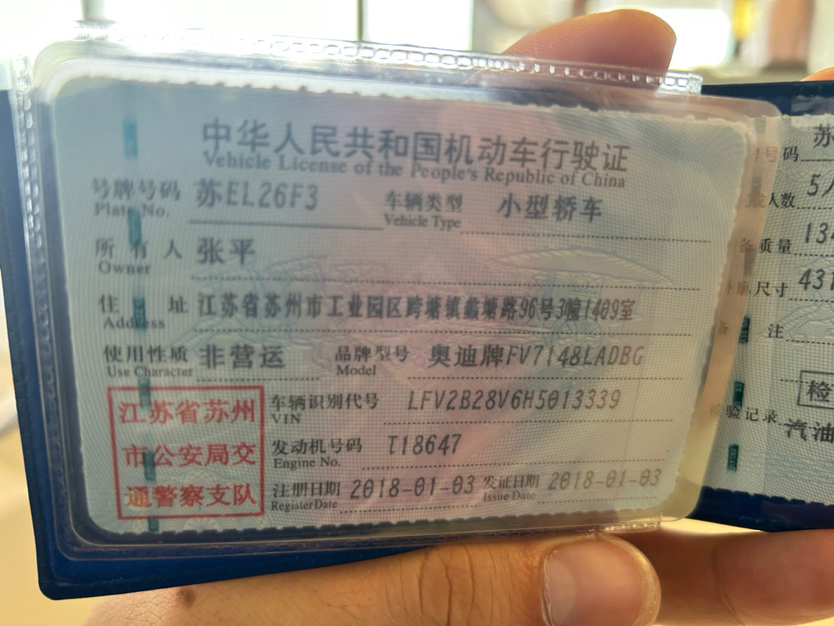 中华人民共和国机动车行驶证
Vehicle License of the People's Republic of China
号牌号码 苏EL26F3 车辆类型 小型轿车
Plate No. Vehicle Type
所有人 张平
Owner
住址 江苏省苏州市工业园区跨塘镇 塘路96号3幢1409室
Address
使用性质 非营运 品牌型号 奥迪牌FV7148LADBG
Use Character Model
江苏省苏州
市公安局交
通警察支队
车辆识别代号 LFV2B28V6H5013339
VIN
发动机号码 T18647
Engine No.
注册日期 2018-01-03 发证日期 2018-01-03
Register Date Issue Date
号码 苏
人数 5
质量 134
尺寸 431
注
检
检验记录 汽油